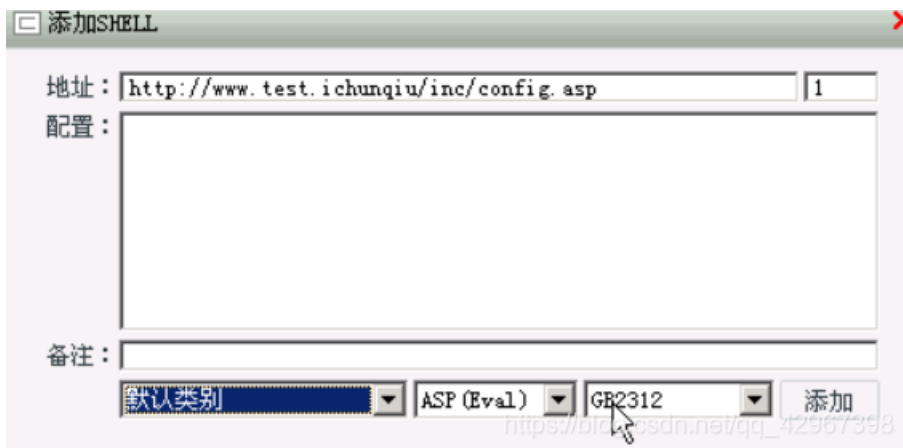 添加SHELL
地址： http://www.test.ichunqiu/inc/config.asp 1
配置：
备注：
默认类别 ASP(Eval) GB2312 添加
https://blog.csdn.net/qq_42967398